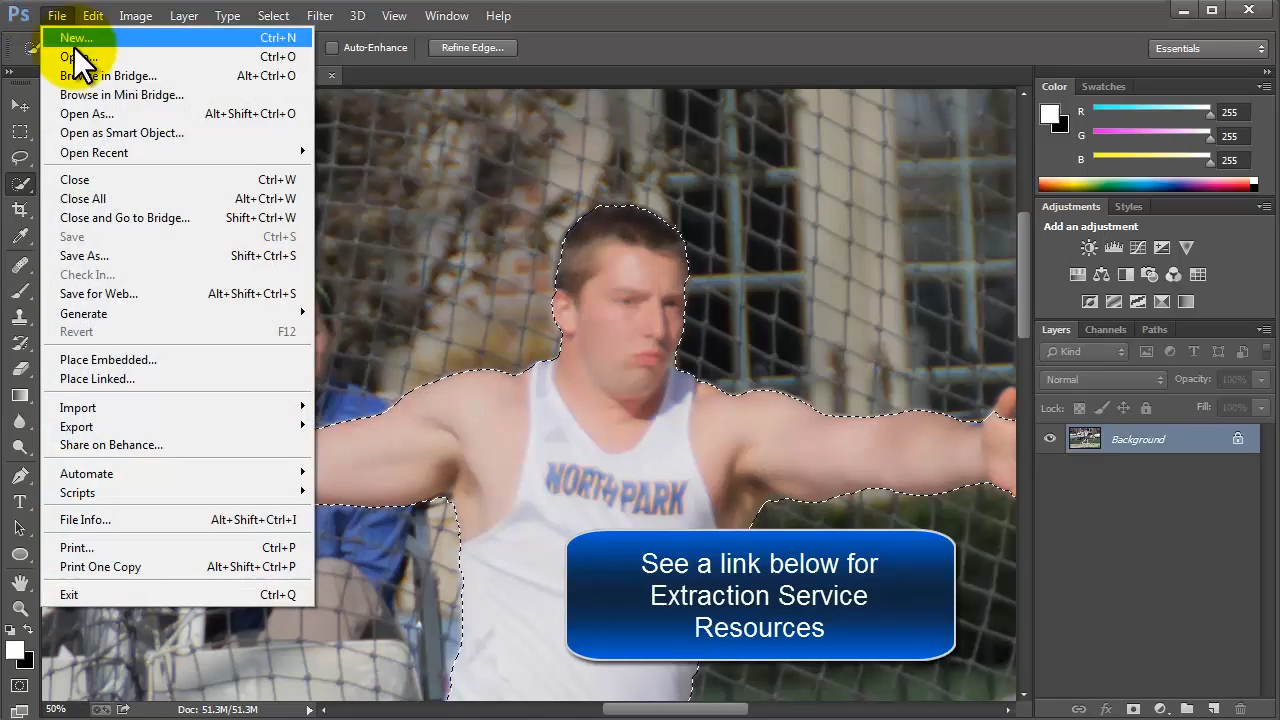 Ps File Edit Image Layer Type Select Filter 3D View Window Help
Auto-Enhance Refine Edge... Essentials
New... Ctrl+N
Open... Ctrl+O
Browse in Bridge... Alt+Ctrl+O
Browse in Mini Bridge...
Open As... Alt+Shift+Ctrl+O
Open as Smart Object...
Open Recent
Close Ctrl+W
Close All Alt+Ctrl+W
Close and Go to Bridge... Shift+Ctrl+W
Save Ctrl+S
Save As... Shift+Ctrl+S
Check In...
Save for Web... Alt+Shift+Ctrl+S
Generate
Revert F12
Place Embedded...
Place Linked...
Import
Export
Share on Behance...
Automate
Scripts
File Info... Alt+Shift+Ctrl+I
Print... Ctrl+P
Print One Copy Alt+Shift+Ctrl+P
Exit Ctrl+Q
NORTH PARK
See a link below for
Extraction Service
Resources
Color Swatches
R 255
G 255
B 255
Adjustments Styles
Add an adjustment
Layers Channels Paths
Kind
Normal Opacity: 100%
Lock: Fill: 100%
Background
50% Doc: 51.3M/51.3M